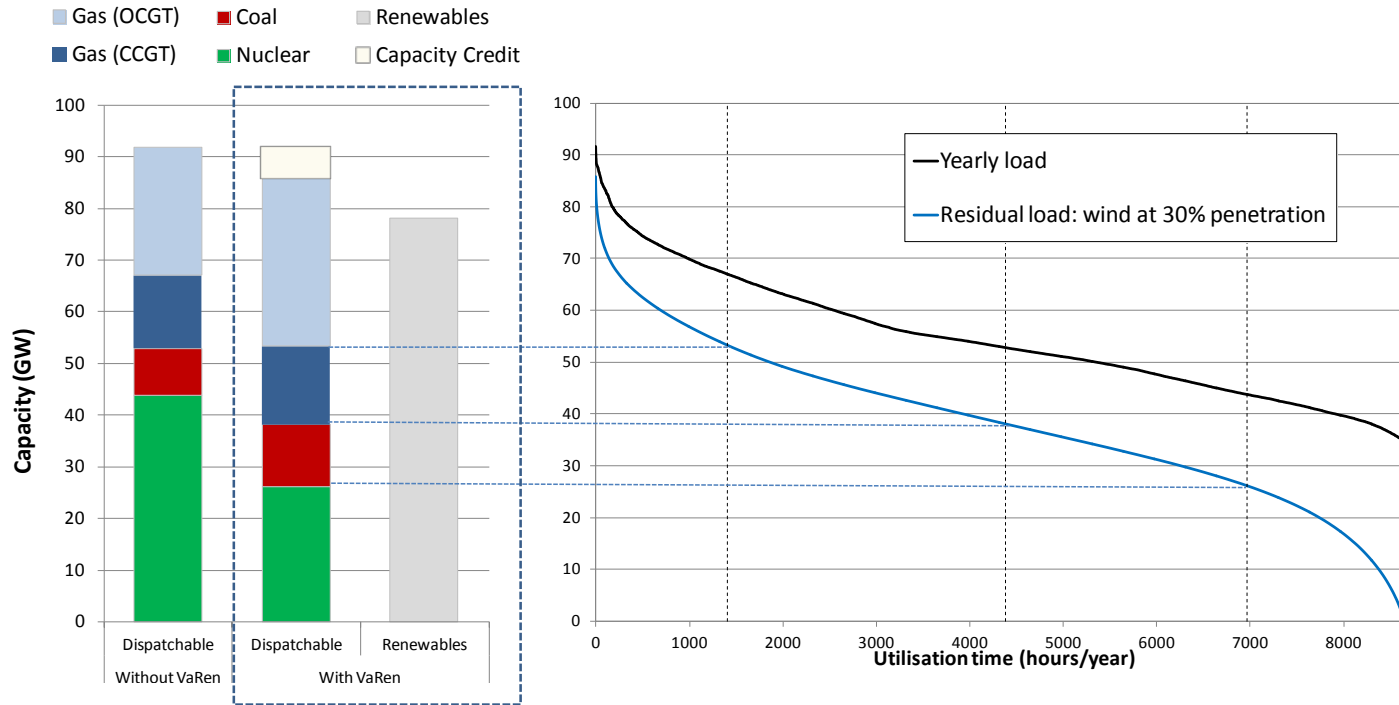 Gas (OCGT) Coal Renewables
Gas (CCGT) Nuclear Capacity Credit
Capacity (GW)
100
90
80
70
60
50
40
30
20
10
0
Dispatchable Dispatchable Renewables
Without VaRen With VaRen
100
90
80
70
60
50
40
30
20
10
0
Yearly load
Residual load: wind at 30% penetration
0 1000 2000 3000 4000 5000 6000 7000 8000
Utilisation time (hours/year)